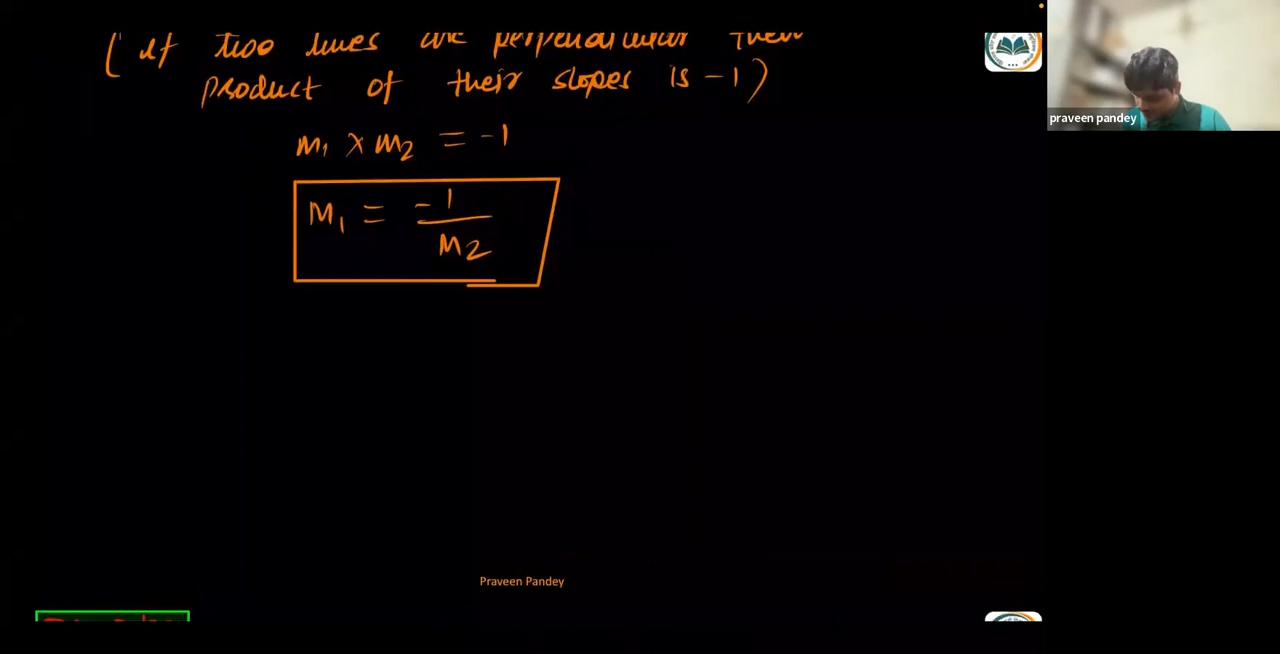 ( if two lines are perpendicular then
product of their slopes is -1)
praveen pandey
m₁ × m₂ = -1
M₁ = -1/M₂
Praveen Pandey